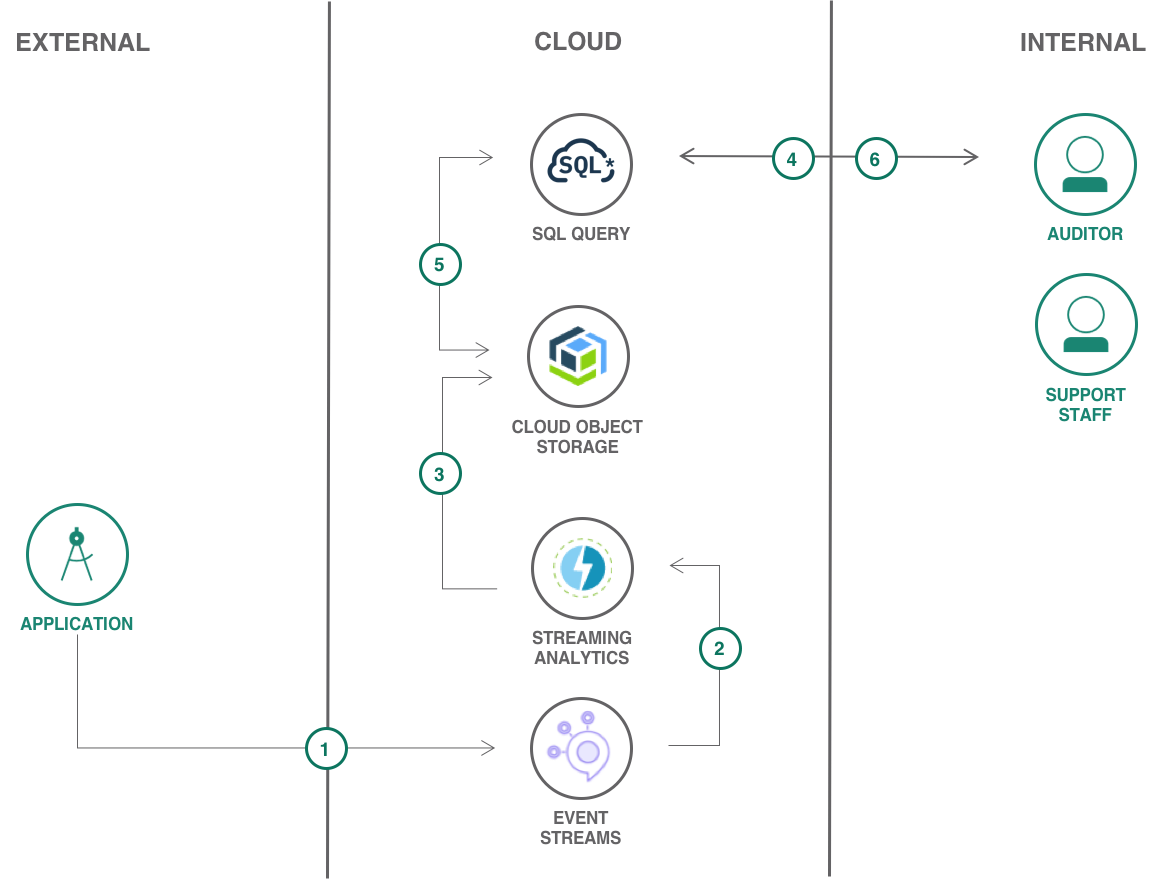 EXTERNAL
CLOUD
INTERNAL
SQL*
4
6
SQL QUERY
AUDITOR
5
CLOUD OBJECT
STORAGE
SUPPORT
STAFF
3
APPLICATION
STREAMING
ANALYTICS
2
1
EVENT
STREAMS